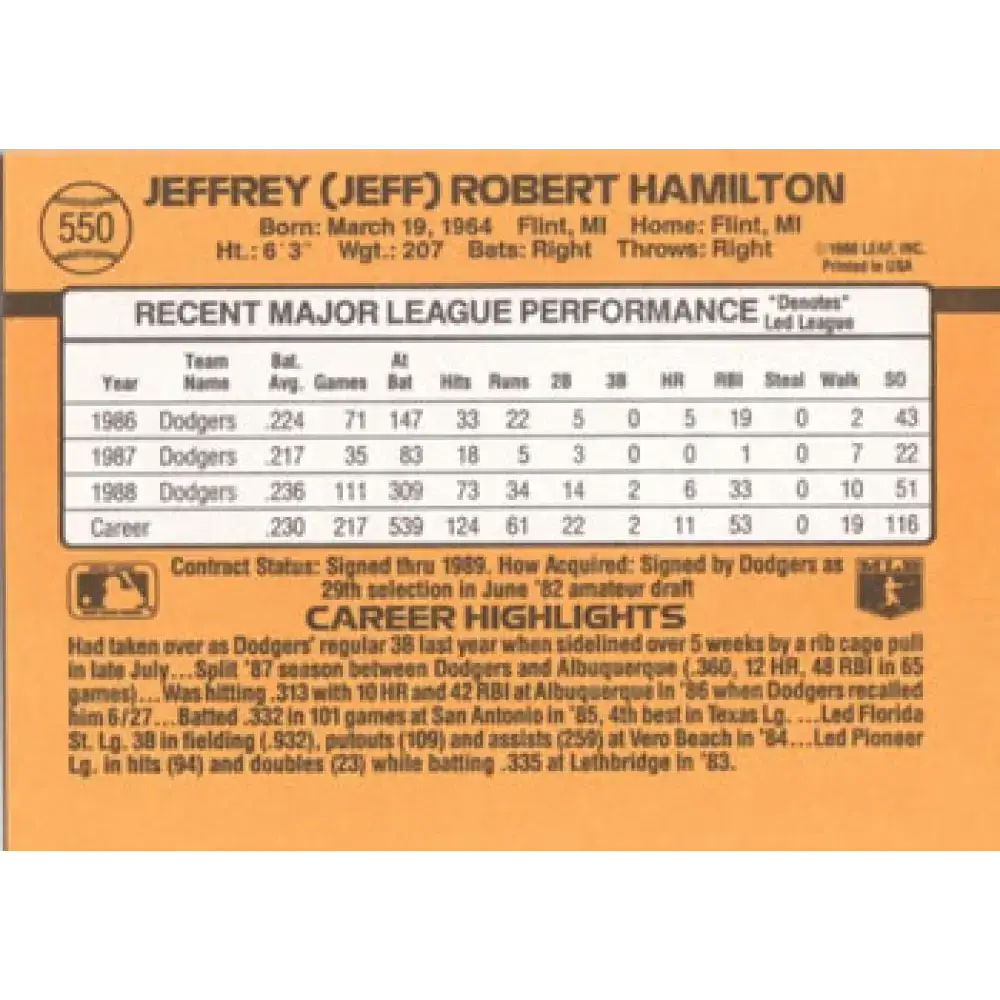 550
JEFFREY (JEFF) ROBERT HAMILTON
Born: March 19, 1964 Flint, MI Home: Flint, MI
Ht.: 6'3" Wgt.: 207 Bats: Right Throws: Right
©1988 LEAF, INC.
Printed in USA
RECENT MAJOR LEAGUE PERFORMANCE "Denotes"
Led League
Year Team Name Bat. Avg. Games At Bat Hits Runs 2B 3B HR RBI Steal Walk SO
1986 Dodgers .224 71 147 33 22 5 0 5 19 0 2 43
1987 Dodgers .217 35 83 18 5 3 0 0 1 0 7 22
1988 Dodgers .236 111 309 73 34 14 2 6 33 0 10 51
Career .230 217 539 124 61 22 2 11 53 0 19 116
Contract Status: Signed thru 1989. How Acquired: Signed by Dodgers as
29th selection in June '82 amateur draft
MLB
CAREER HIGHLIGHTS
Had taken over as Dodgers' regular 3B last year when sidelined over 5 weeks by a rib cage pull
in late July...Split '87 season between Dodgers and Albuquerque (.360, 12 HR, 48 RBI in 65
games)...Was hitting .313 with 10 HR and 42 RBI at Albuquerque in '86 when Dodgers recalled
him 6/27...Batted .332 in 101 games at San Antonio in '85, 4th best in Texas Lg. ...Led Florida
St. Lg. 3B in fielding (.932), putouts (109) and assists (259) at Vero Beach in '84...Led Pioneer
Lg. in hits (94) and doubles (23) while batting .335 at Lethbridge in '83.